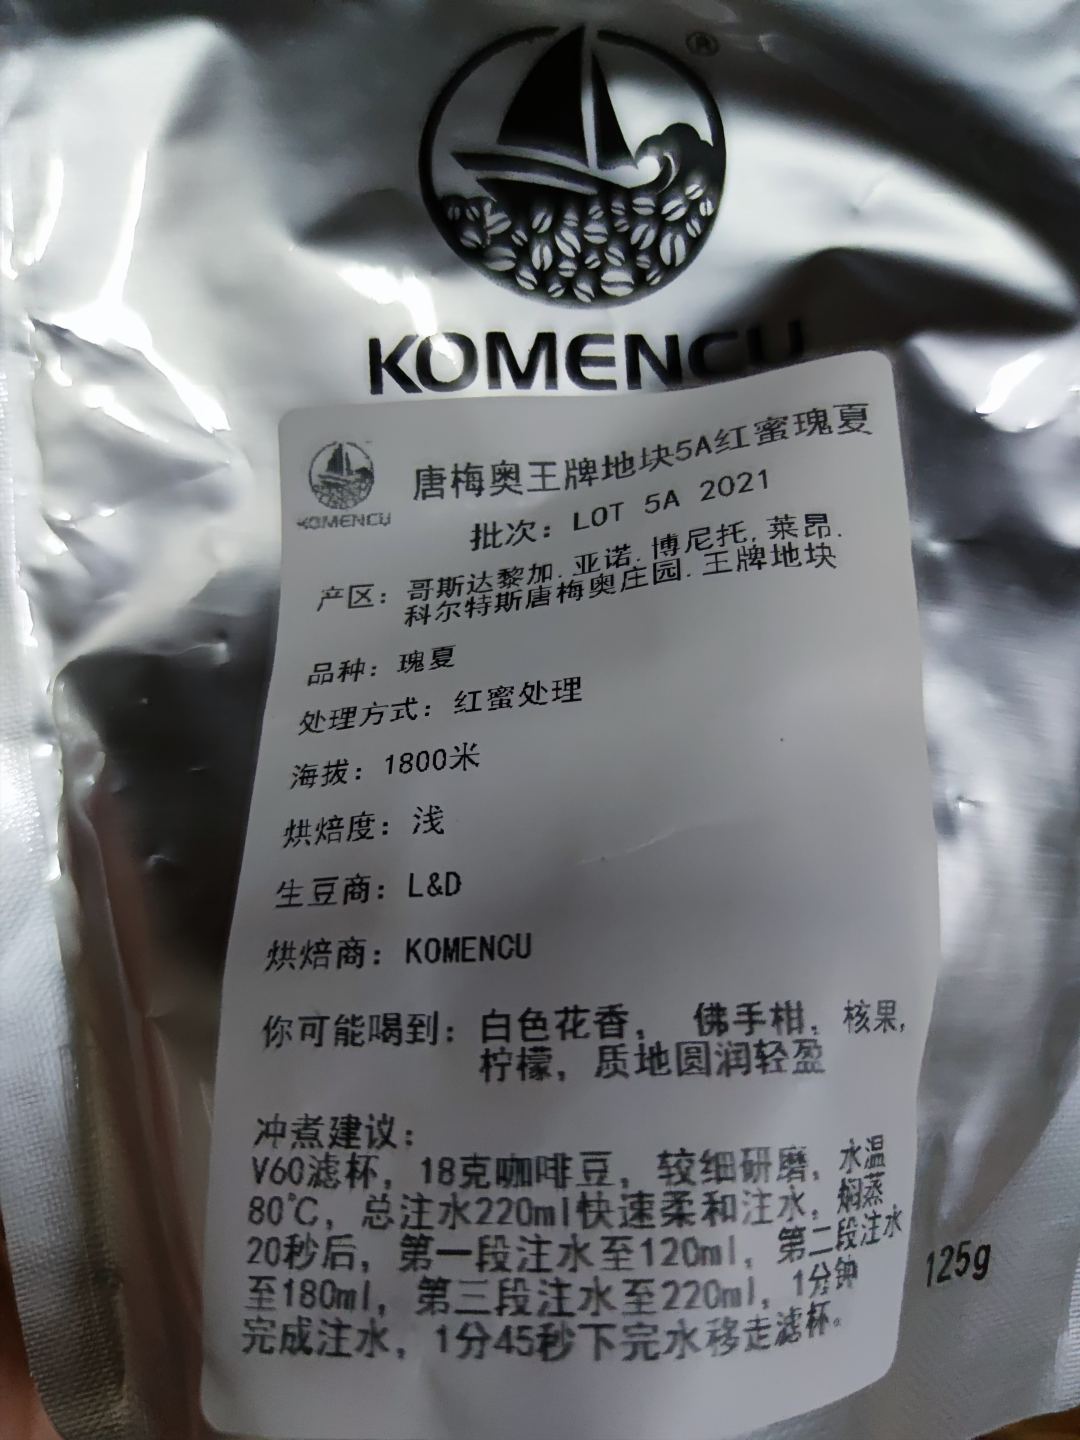 ®
KOMENCU
KOMENCU
唐梅奥王牌地块5A红蜜瑰夏
批次：LOT 5A 2021
产区：哥斯达黎加.亚诺.博尼托.莱昂.
科尔特斯唐梅奥庄园.王牌地块
品种：瑰夏
处理方式：红蜜处理
海拔：1800米
烘焙度：浅
生豆商：L&D
烘焙商：KOMENCU
你可能喝到：白色花香， 佛手柑，核果，
柠檬，质地圆润轻盈
冲煮建议：
V60滤杯，18克咖啡豆，较细研磨，水温
80℃，总注水220ml快速柔和注水，焖蒸
20秒后，第一段注水至120ml，第二段注水
至180ml，第三段注水至220ml，1分钟
完成注水，1分45秒下完水移走滤杯。
125g